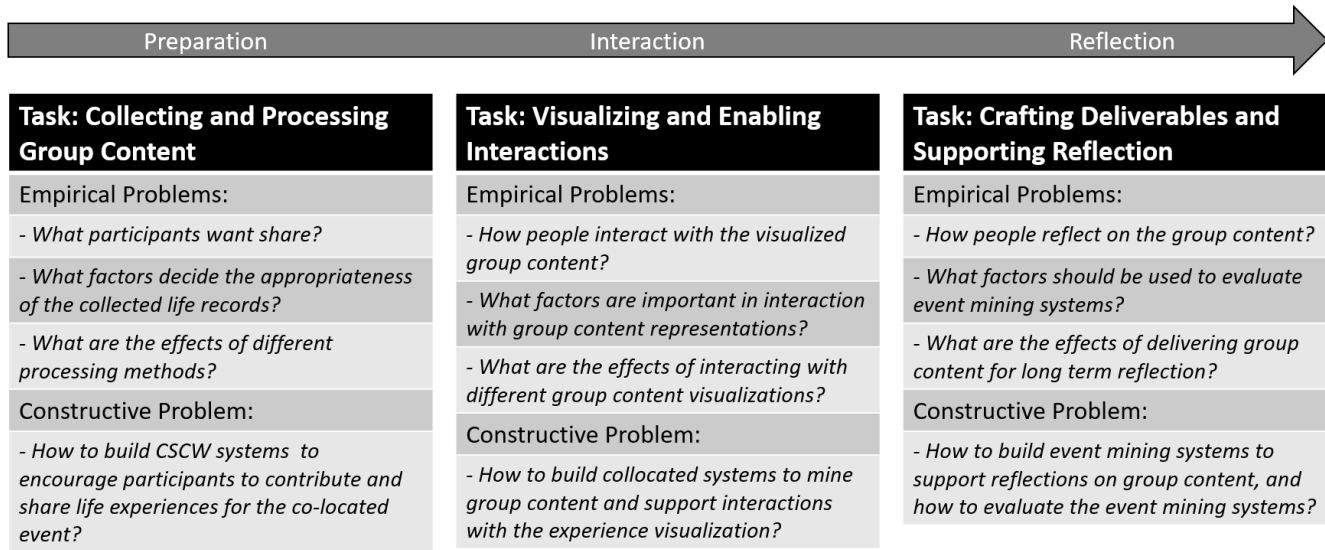 Preparation
Interaction
Reflection
Task: Collecting and Processing
Group Content
Empirical Problems:
- What participants want share?
- What factors decide the appropriateness
of the collected life records?
- What are the effects of different
processing methods?
Constructive Problem:
- How to build CSCW systems to
encourage participants to contribute and
share life experiences for the co-located
event?
Task: Visualizing and Enabling
Interactions
Empirical Problems:
- How people interact with the visualized
group content?
- What factors are important in interaction
with group content representations?
- What are the effects of interacting with
different group content visualizations?
Constructive Problem:
- How to build collocated systems to mine
group content and support interactions
with the experience visualization?
Task: Crafting Deliverables and
Supporting Reflection
Empirical Problems:
- How people reflect on the group content?
- What factors should be used to evaluate
event mining systems?
- What are the effects of delivering group
content for long term reflection?
Constructive Problem:
- How to build event mining systems to
support reflections on group content, and
how to evaluate the event mining systems?